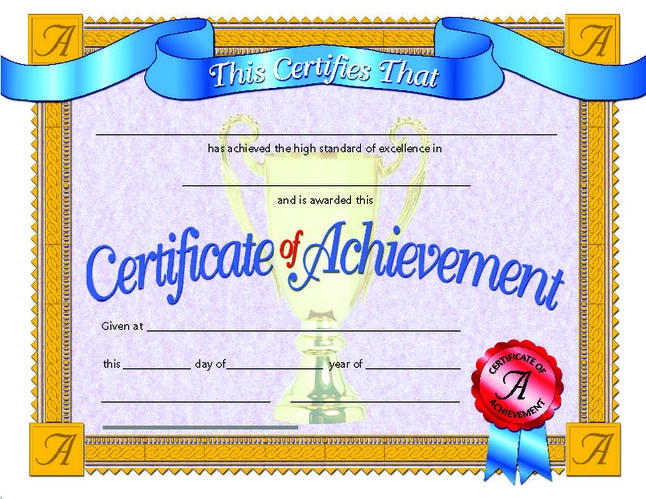 A
A
This Certifies That
has achieved the high standard of excellence in
and is awarded this
Certificate of Achievement
Given at
this day of year of
CERTIFICATE OF
A
ACHIEVEMENT
A
A